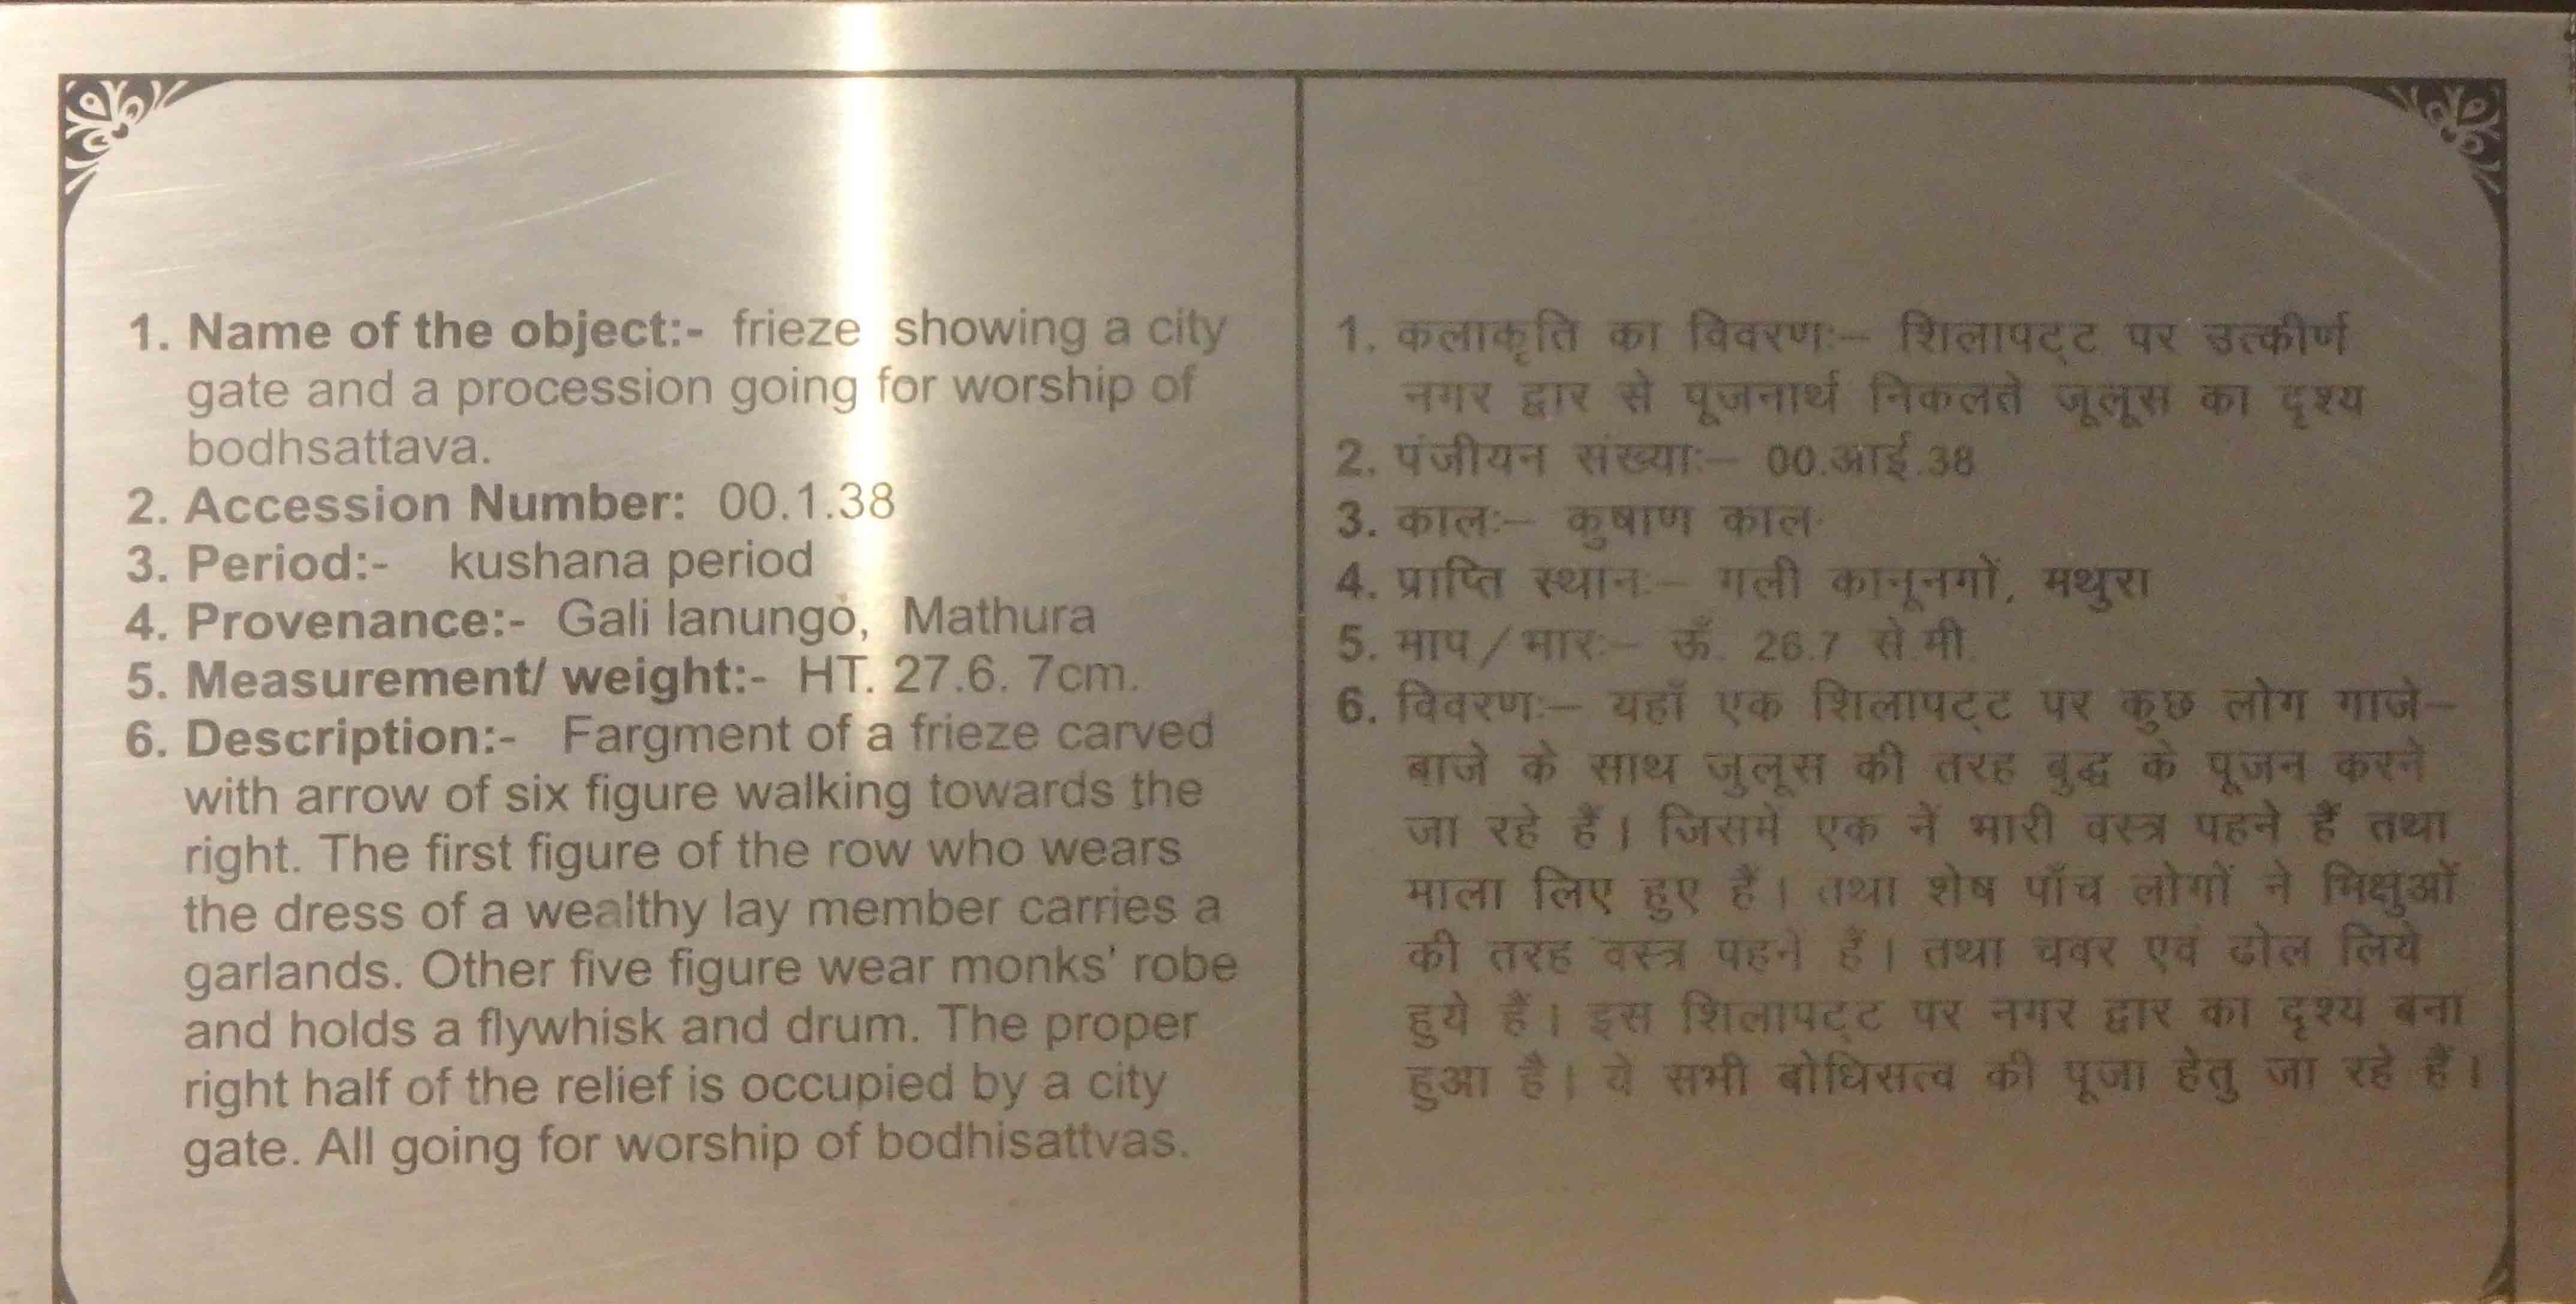 1. Name of the object:- frieze showing a city
gate and a procession going for worship of
bodhsattava.
2. Accession Number: 00.1.38
3. Period:- kushana period
4. Provenance:- Gali lanungo, Mathura
5. Measurement/ weight:- HT. 27.6. 7cm.
6. Description:- Fargment of a frieze carved
with arrow of six figure walking towards the
right. The first figure of the row who wears
the dress of a wealthy lay member carries a
garlands. Other five figure wear monks' robe
and holds a flywhisk and drum. The proper
right half of the relief is occupied by a city
gate. All going for worship of bodhisattvas.
1. कलाकृति का विवरणः– शिलापट्ट पर उत्कीर्ण
नगर द्वार से पूजनार्थ निकलते जूलूस का दृश्य
2. पंजीयन संख्याः– 00.आई.38
3. कालः– कुषाण काल
4. प्राप्ति स्थानः– गली कानूनगों, मथुरा
5. माप/भारः– ऊँ. 26.7 से.मी.
6. विवरणः– यहाँ एक शिलापट्ट पर कुछ लोग गाजे–
बाजे के साथ जुलूस की तरह बुद्ध के पूजन करने
जा रहे हैं। जिसमें एक नें भारी वस्त्र पहने हैं तथा
माला लिए हुए है। तथा शेष पाँच लोगों ने भिक्षुओं
की तरह वस्त्र पहने हैं। तथा चवर एवं ढोल लिये
हुये हैं। इस शिलापट्ट पर नगर द्वार का दृश्य बना
हुआ है। ये सभी बोधिसत्व की पूजा हेतु जा रहे हैं।